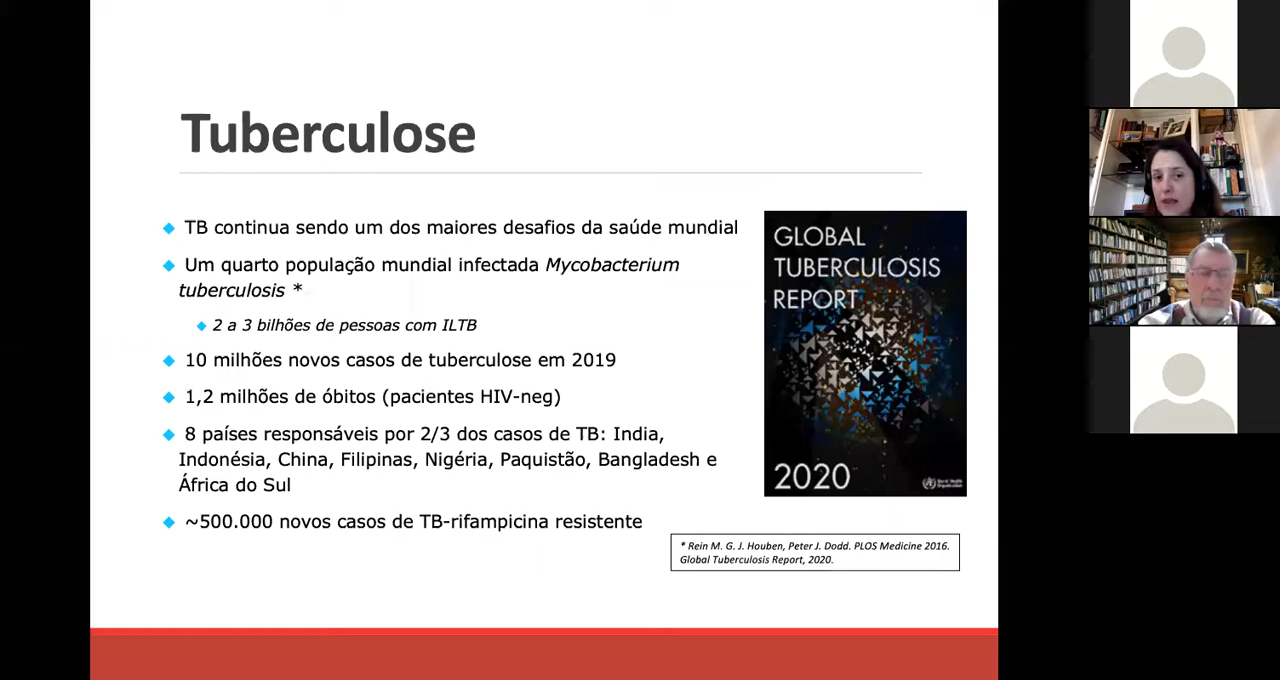 Tuberculose
TB continua sendo um dos maiores desafios da saúde mundial
Um quarto população mundial infectada Mycobacterium
tuberculosis *
2 a 3 bilhões de pessoas com ILTB
10 milhões novos casos de tuberculose em 2019
1,2 milhões de óbitos (pacientes HIV-neg)
8 países responsáveis por 2/3 dos casos de TB: India,
Indonésia, China, Filipinas, Nigéria, Paquistão, Bangladesh e
África do Sul
~500.000 novos casos de TB-rifampicina resistente
GLOBAL
TUBERCULOSIS
REPORT
2020
World Health
Organization
* Rein M. G. J. Houben, Peter J. Dodd. PLOS Medicine 2016.
Global Tuberculosis Report, 2020.